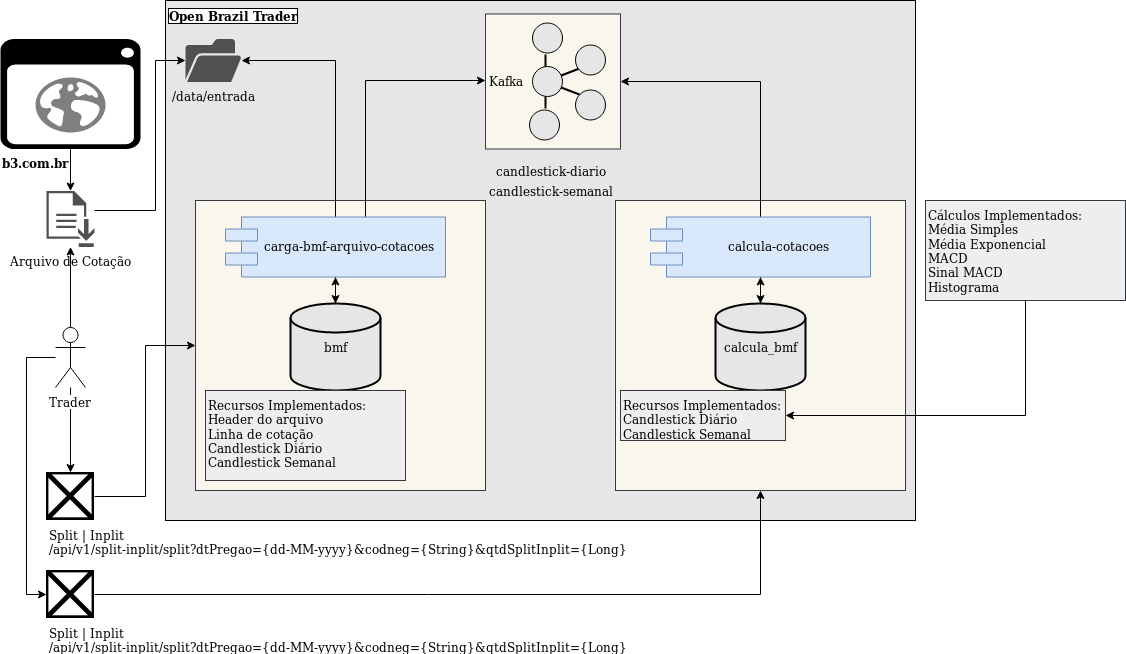 Open Brazil Trader
/data/entrada
Kafka
candlestick-diario
candlestick-semanal
b3.com.br
Arquivo de Cotação
carga-bmf-arquivo-cotacoes
bmf
Recursos Implementados:
Header do arquivo
Linha de cotação
Candlestick Diário
Candlestick Semanal
calcula-cotacoes
calcula_bmf
Recursos Implementados:
Candlestick Diário
Candlestick Semanal
Cálculos Implementados:
Média Simples
Média Exponencial
MACD
Sinal MACD
Histograma
Trader
Split | Inplit
/api/v1/split-inplit/split?dtPregao={dd-MM-yyyy}&codneg={String}&qtdSplitInplit={Long}
Split | Inplit
/api/v1/split-inplit/split?dtPregao={dd-MM-yyyy}&codneg={String}&qtdSplitInplit={Long}